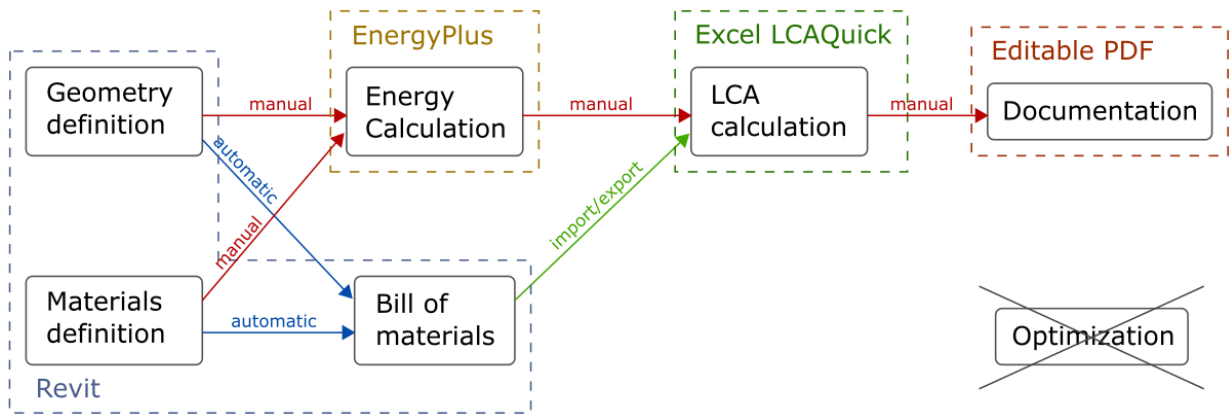 EnergyPlus
Excel LCAQuick
Editable PDF
Geometry
definition
manual
Energy
Calculation
manual
LCA
calculation
manual
Documentation
automatic
manual
import/export
Materials
definition
automatic
Bill of
materials
Optimization
Revit